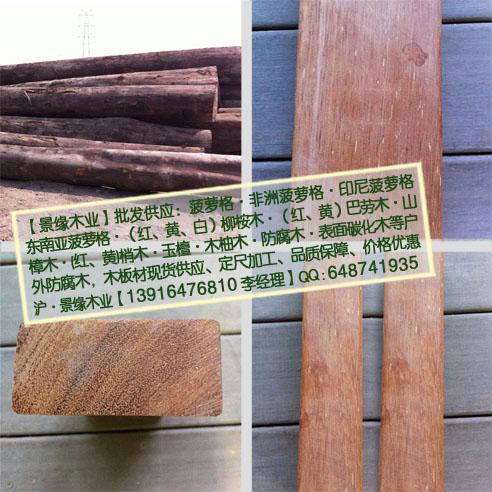 【景缘木业】批发供应：菠萝格·非洲菠萝格·印尼菠萝格
东南亚菠萝格·（红、黄、白）柳桉木·（红、黄）巴劳木·山
樟木·(红、黄)梢木·玉檀·木柚木·防腐木·表面碳化木等户
外防腐木，木板材现货供应、定尺加工、品质保障、价格优惠
沪·景缘木业【13916476810 李经理】QQ:648741935